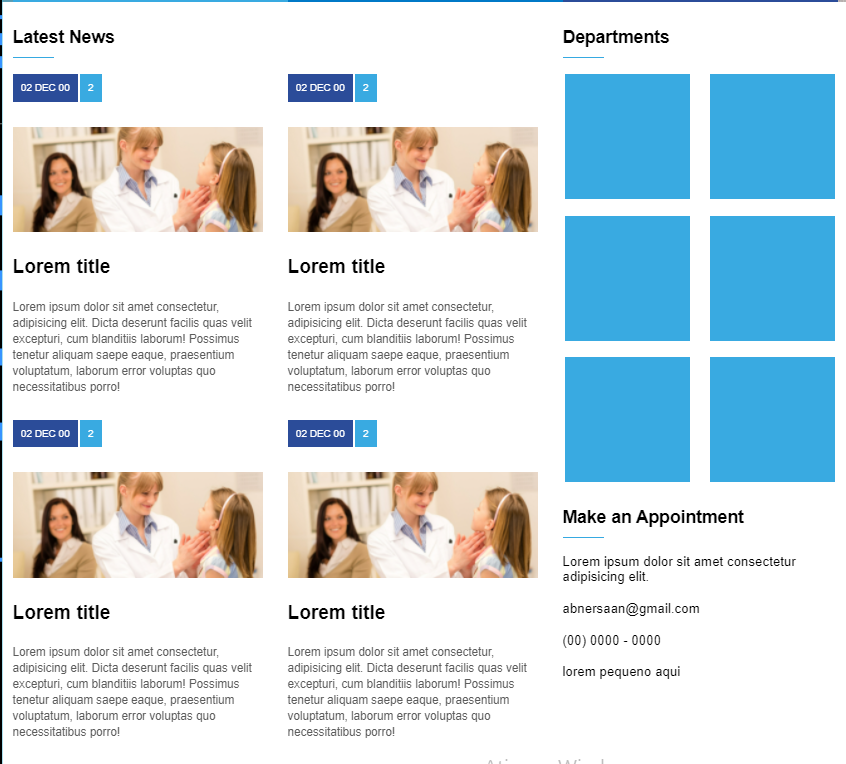 Latest News
02 DEC 00 2
Lorem title
Lorem ipsum dolor sit amet consectetur,
adipisicing elit. Dicta deserunt facilis quas velit
excepturi, cum blanditiis laborum! Possimus
tenetur aliquam saepe eaque, praesentium
voluptatum, laborum error voluptas quo
necessitatibus porro!
02 DEC 00 2
Lorem title
Lorem ipsum dolor sit amet consectetur,
adipisicing elit. Dicta deserunt facilis quas velit
excepturi, cum blanditiis laborum! Possimus
tenetur aliquam saepe eaque, praesentium
voluptatum, laborum error voluptas quo
necessitatibus porro!
02 DEC 00 2
Lorem title
Lorem ipsum dolor sit amet consectetur,
adipisicing elit. Dicta deserunt facilis quas velit
excepturi, cum blanditiis laborum! Possimus
tenetur aliquam saepe eaque, praesentium
voluptatum, laborum error voluptas quo
necessitatibus porro!
02 DEC 00 2
Lorem title
Lorem ipsum dolor sit amet consectetur,
adipisicing elit. Dicta deserunt facilis quas velit
excepturi, cum blanditiis laborum! Possimus
tenetur aliquam saepe eaque, praesentium
voluptatum, laborum error voluptas quo
necessitatibus porro!
Departments
Make an Appointment
Lorem ipsum dolor sit amet consectetur
adipisicing elit.
abnersaan@gmail.com
(00) 0000 - 0000
lorem pequeno aqui